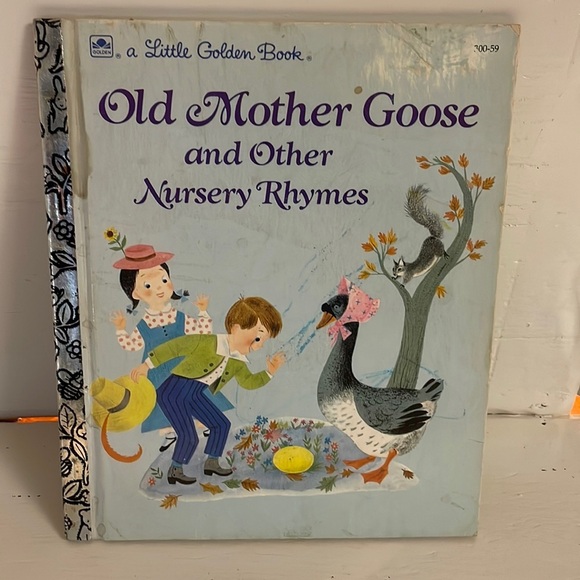 GOLDEN
a Little Golden Book®
300-59
Old Mother Goose
and Other
Nursery Rhymes